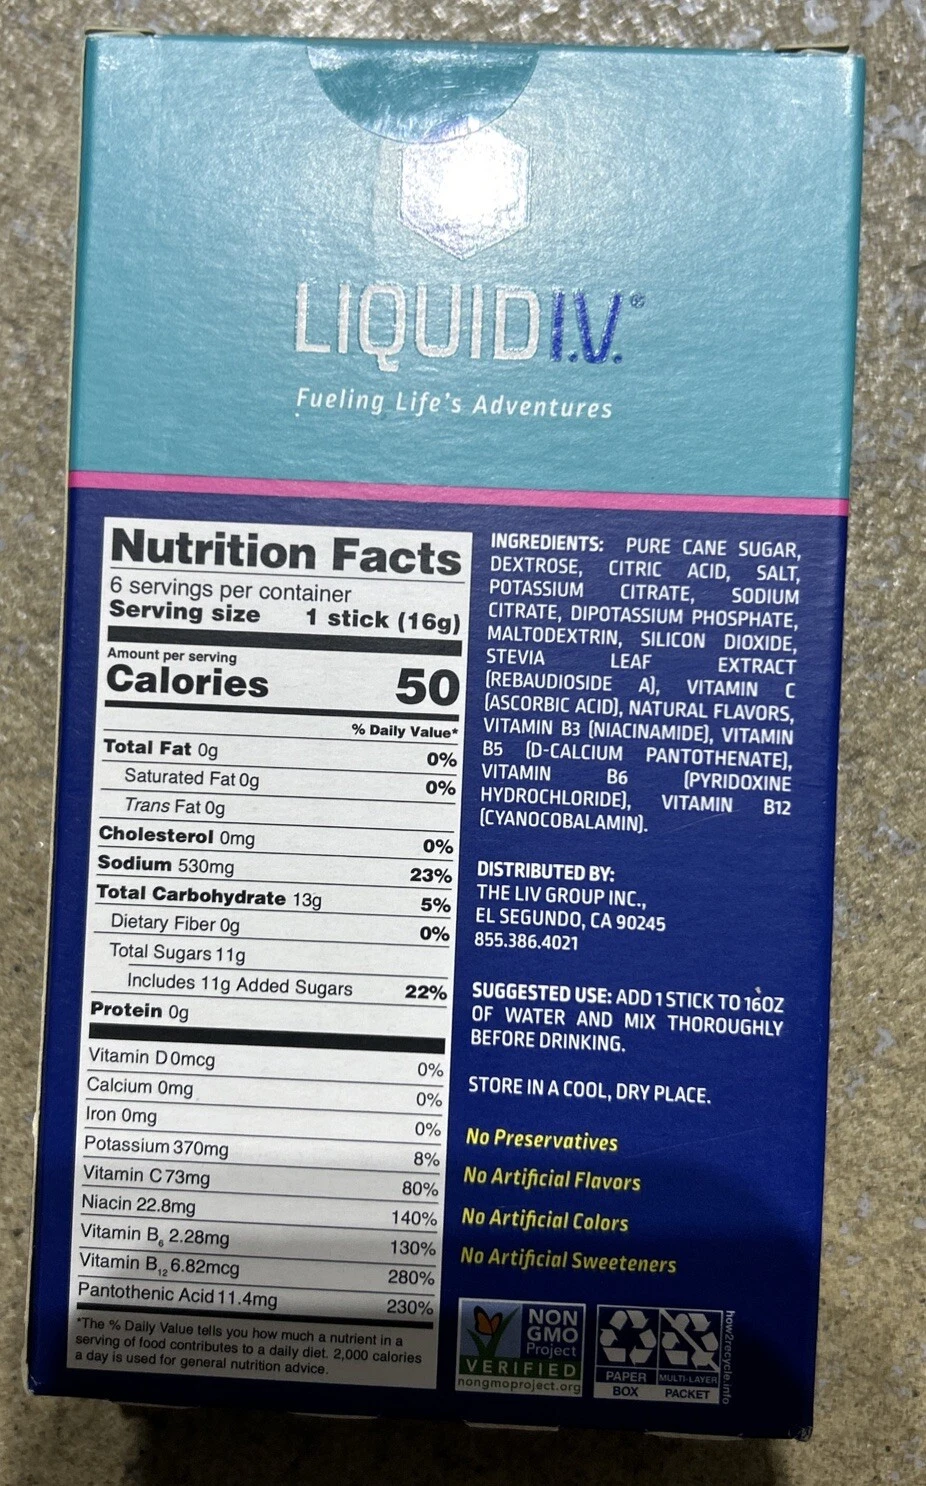 LIQUID I.V.®
Fueling Life's Adventures
Nutrition Facts
6 servings per container
Serving size 1 stick (16g)
Amount per serving
Calories 50
% Daily Value*
Total Fat 0g 0%
Saturated Fat 0g 0%
Trans Fat 0g
Cholesterol 0mg 0%
Sodium 530mg 23%
Total Carbohydrate 13g 5%
Dietary Fiber 0g 0%
Total Sugars 11g
Includes 11g Added Sugars 22%
Protein 0g
Vitamin D 0mcg 0%
Calcium 0mg 0%
Iron 0mg 0%
Potassium 370mg 8%
Vitamin C 73mg 80%
Niacin 22.8mg 140%
Vitamin B6 2.28mg 130%
Vitamin B12 6.82mcg 280%
Pantothenic Acid 11.4mg 230%
*The % Daily Value tells you how much a nutrient in a
serving of food contributes to a daily diet. 2,000 calories
a day is used for general nutrition advice.
INGREDIENTS: PURE CANE SUGAR,
DEXTROSE, CITRIC ACID, SALT,
POTASSIUM CITRATE, SODIUM
CITRATE, DIPOTASSIUM PHOSPHATE,
MALTODEXTRIN, SILICON DIOXIDE,
STEVIA LEAF EXTRACT
(REBAUDIOSIDE A), VITAMIN C
(ASCORBIC ACID), NATURAL FLAVORS,
VITAMIN B3 (NIACINAMIDE), VITAMIN
B5 (D-CALCIUM PANTOTHENATE),
VITAMIN B6 (PYRIDOXINE
HYDROCHLORIDE), VITAMIN B12
(CYANOCOBALAMIN).
DISTRIBUTED BY:
THE LIV GROUP INC.,
EL SEGUNDO, CA 90245
855.386.4021
SUGGESTED USE: ADD 1 STICK TO 16OZ
OF WATER AND MIX THOROUGHLY
BEFORE DRINKING.
STORE IN A COOL, DRY PLACE.
No Preservatives
No Artificial Flavors
No Artificial Colors
No Artificial Sweeteners
NON
GMO
Project
VERIFIED
nongmoproject.org
PAPER
BOX
MULTI-LAYER
PACKET
how2recycle.info